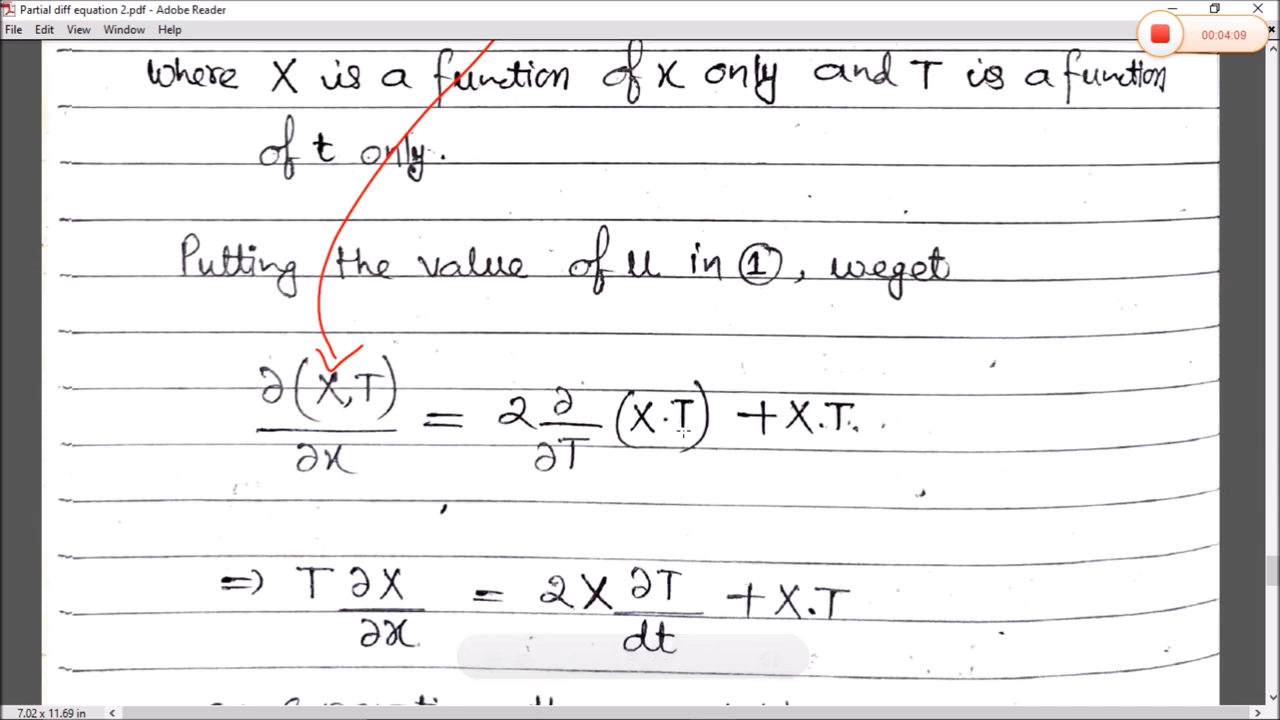 Partial diff equation 2.pdf - Adobe Reader
File Edit View Window Help
00:04:09
where X is a function of x only and T is a function
of t only.
Putting the value of u in ①, weget
∂(X,T)/∂x = 2 ∂/∂T (X·T) + X.T.
=> T ∂X/∂x = 2X ∂T/dt + X.T
7.02 x 11.69 in